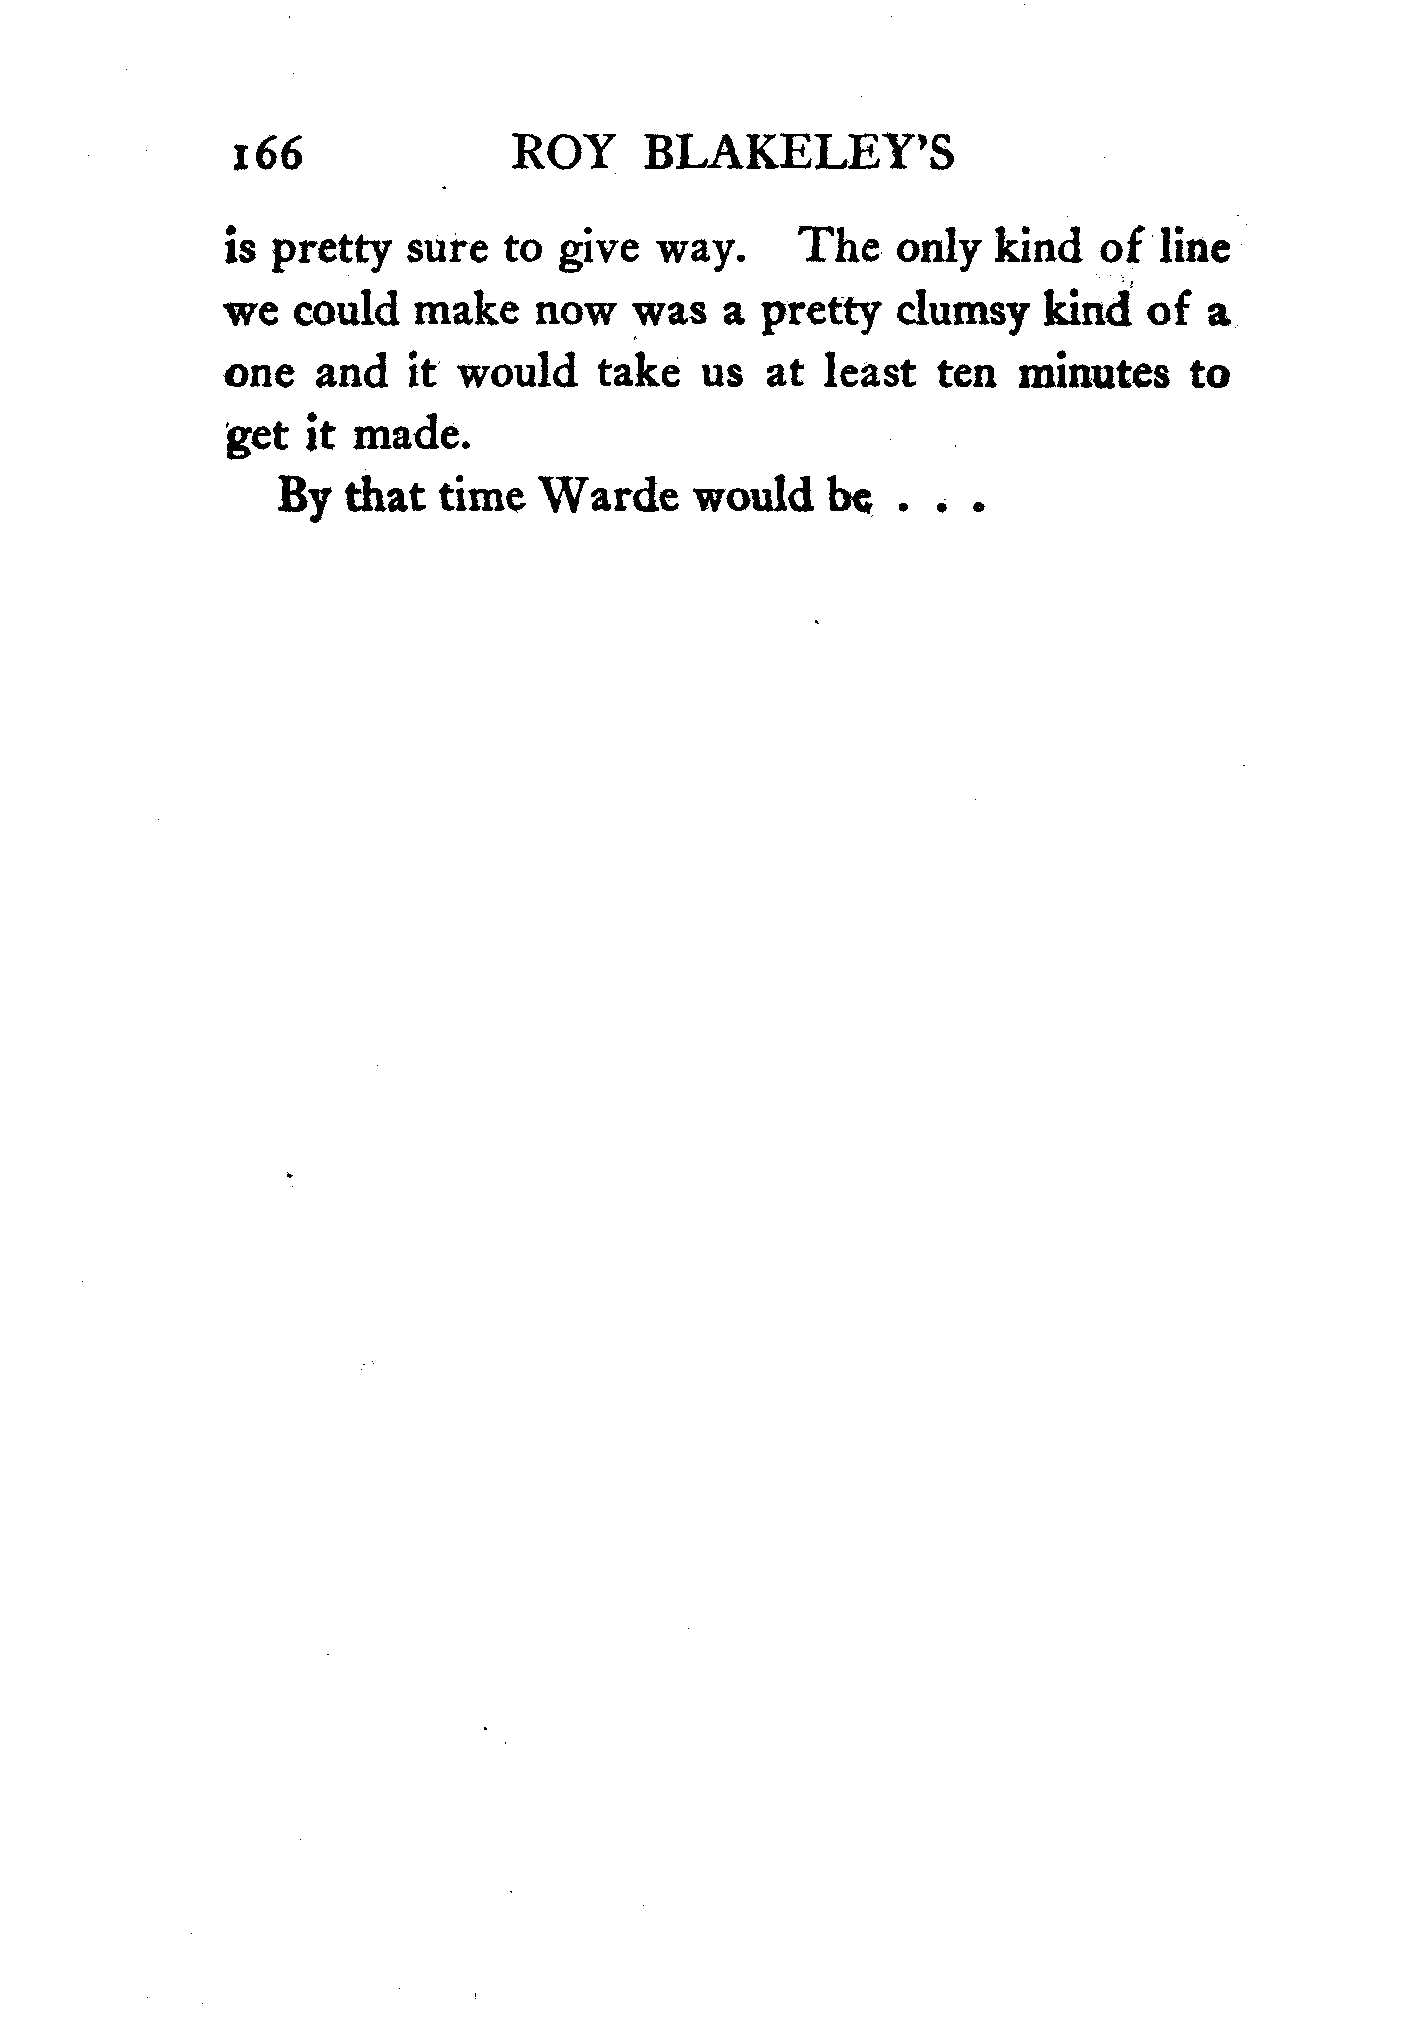 166 ROY BLAKELEY'S
is pretty sure to give way. The only kind of line
we could make now was a pretty clumsy kind of a
one and it would take us at least ten minutes to
get it made.
By that time Warde would be . . .